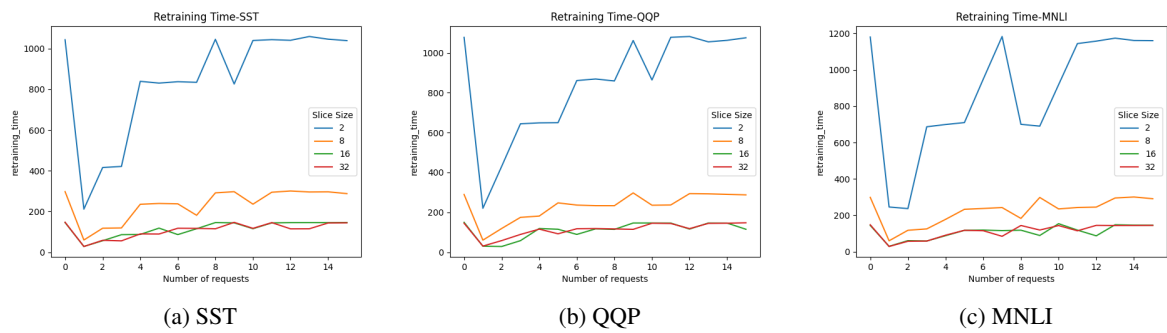 Retraining Time-SST
1000
800
600
400
200
0
retraining_time
Slice Size
2
8
16
32
0 2 4 6 8 10 12 14
Number of requests
(a) SST
Retraining Time-QQP
1000
800
600
400
200
0
retraining_time
Slice Size
2
8
16
32
0 2 4 6 8 10 12 14
Number of requests
(b) QQP
Retraining Time-MNLI
1200
1000
800
600
400
200
0
retraining_time
Slice Size
2
8
16
32
0 2 4 6 8 10 12 14
Number of requests
(c) MNLI